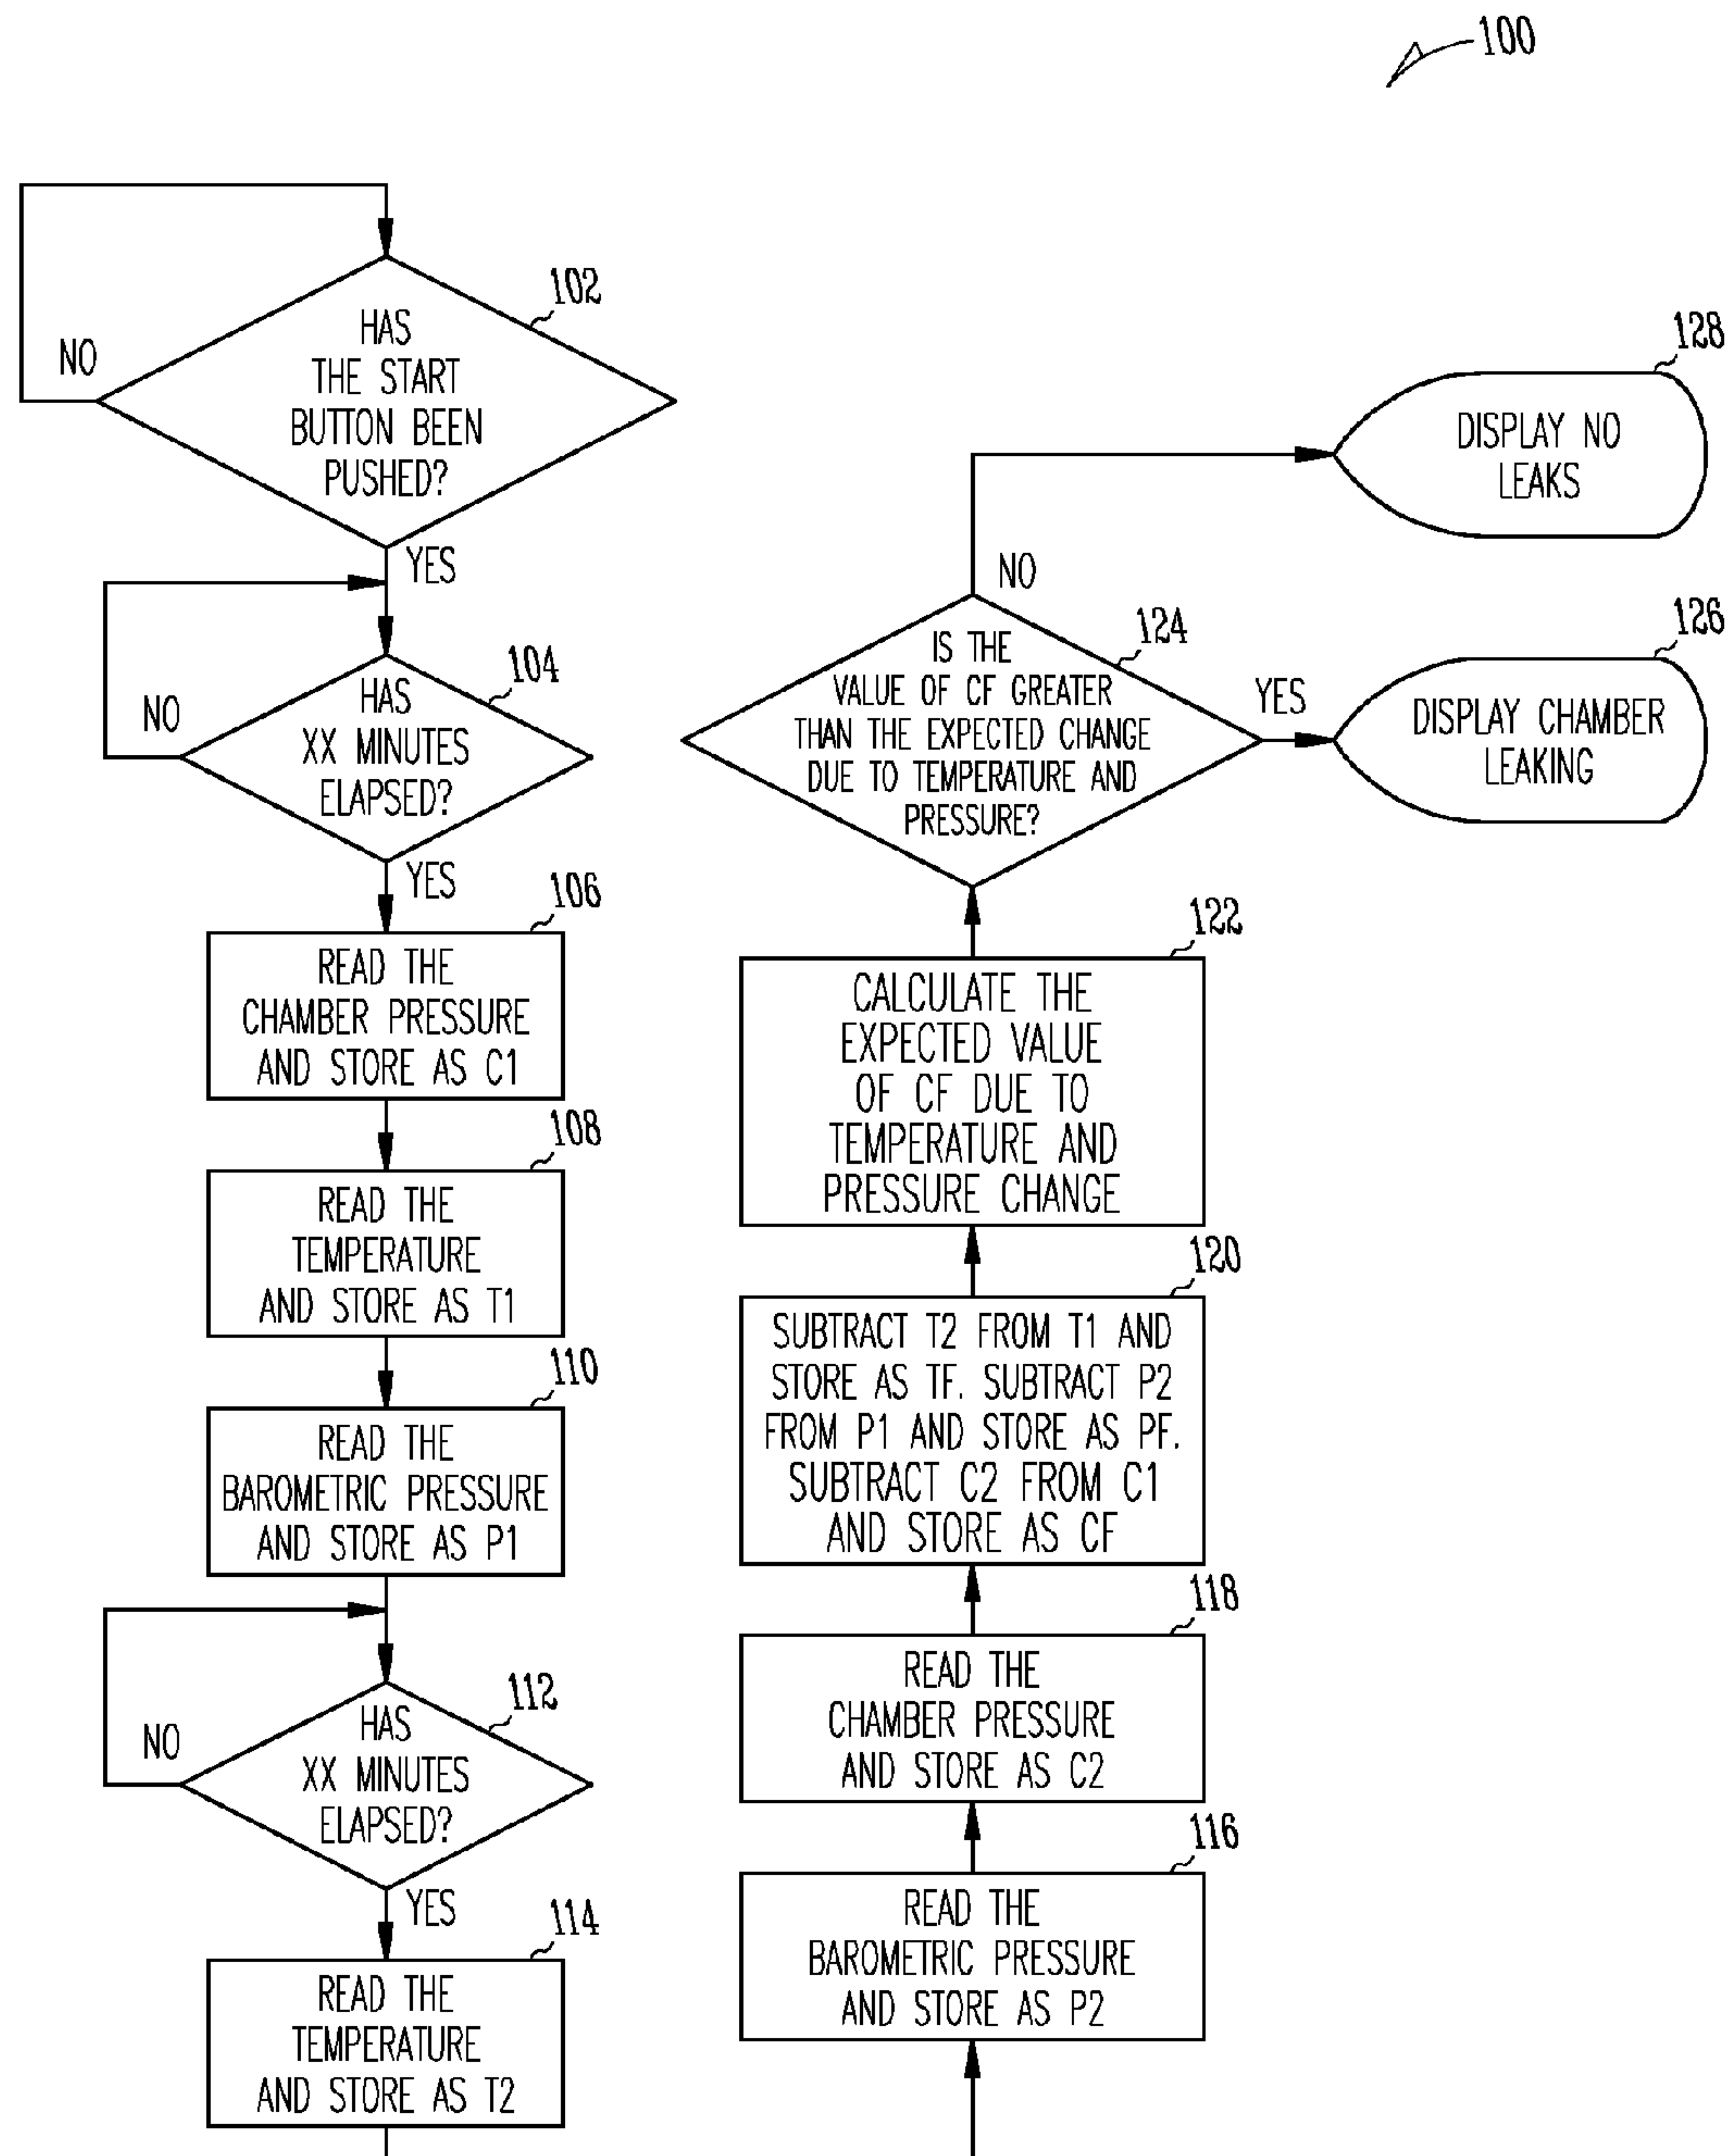 100
102
HAS
THE START
BUTTON BEEN
PUSHED?
NO
YES
104
HAS
XX MINUTES
ELAPSED?
NO
YES
106
READ THE
CHAMBER PRESSURE
AND STORE AS C1
108
READ THE
TEMPERATURE
AND STORE AS T1
110
READ THE
BAROMETRIC PRESSURE
AND STORE AS P1
112
HAS
XX MINUTES
ELAPSED?
NO
YES
114
READ THE
TEMPERATURE
AND STORE AS T2
116
READ THE
BAROMETRIC PRESSURE
AND STORE AS P2
118
READ THE
CHAMBER PRESSURE
AND STORE AS C2
120
SUBTRACT T2 FROM T1 AND
STORE AS TF. SUBTRACT P2
FROM P1 AND STORE AS PF.
SUBTRACT C2 FROM C1
AND STORE AS CF
122
CALCULATE THE
EXPECTED VALUE
OF CF DUE TO
TEMPERATURE AND
PRESSURE CHANGE
124
IS THE
VALUE OF CF GREATER
THAN THE EXPECTED CHANGE
DUE TO TEMPERATURE AND
PRESSURE?
YES
126
DISPLAY CHAMBER
LEAKING
NO
128
DISPLAY NO
LEAKS